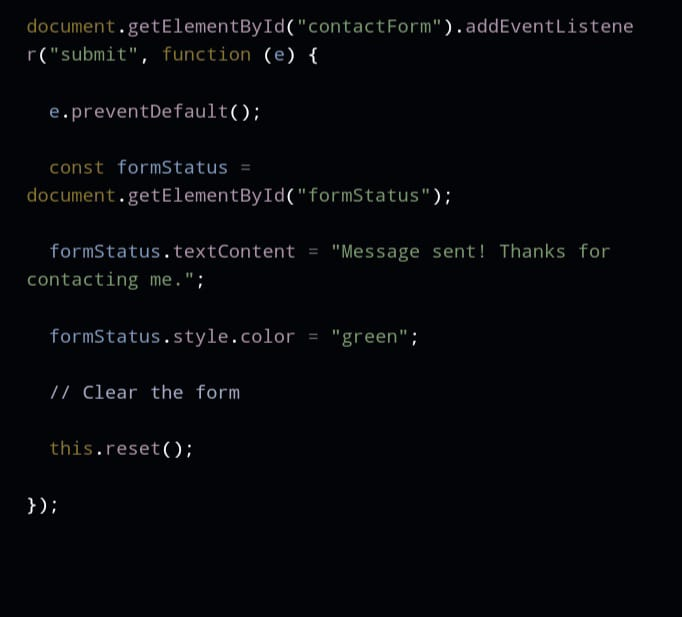 document.getElementById("contactForm").addEventListene
r("submit", function (e) {
e.preventDefault();
const formStatus =
document.getElementById("formStatus");
formStatus.textContent = "Message sent! Thanks for
contacting me.";
formStatus.style.color = "green";
// Clear the form
this.reset();
});